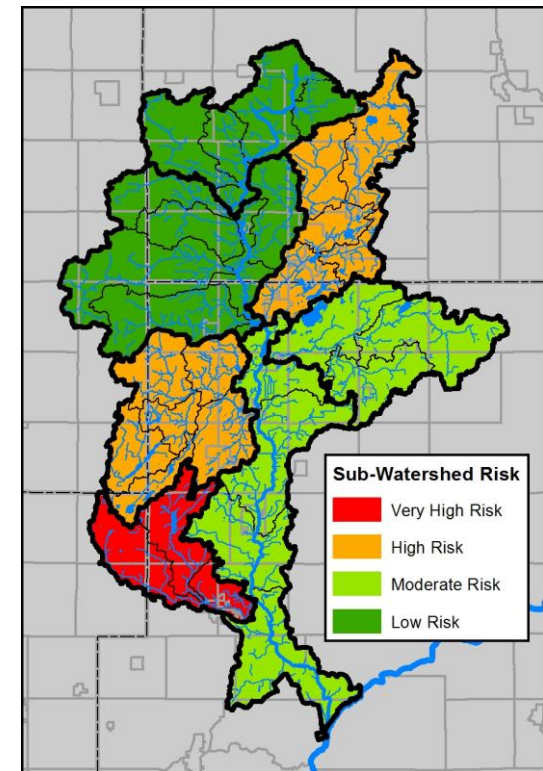 Sub-Watershed Risk
Very High Risk
High Risk
Moderate Risk
Low Risk